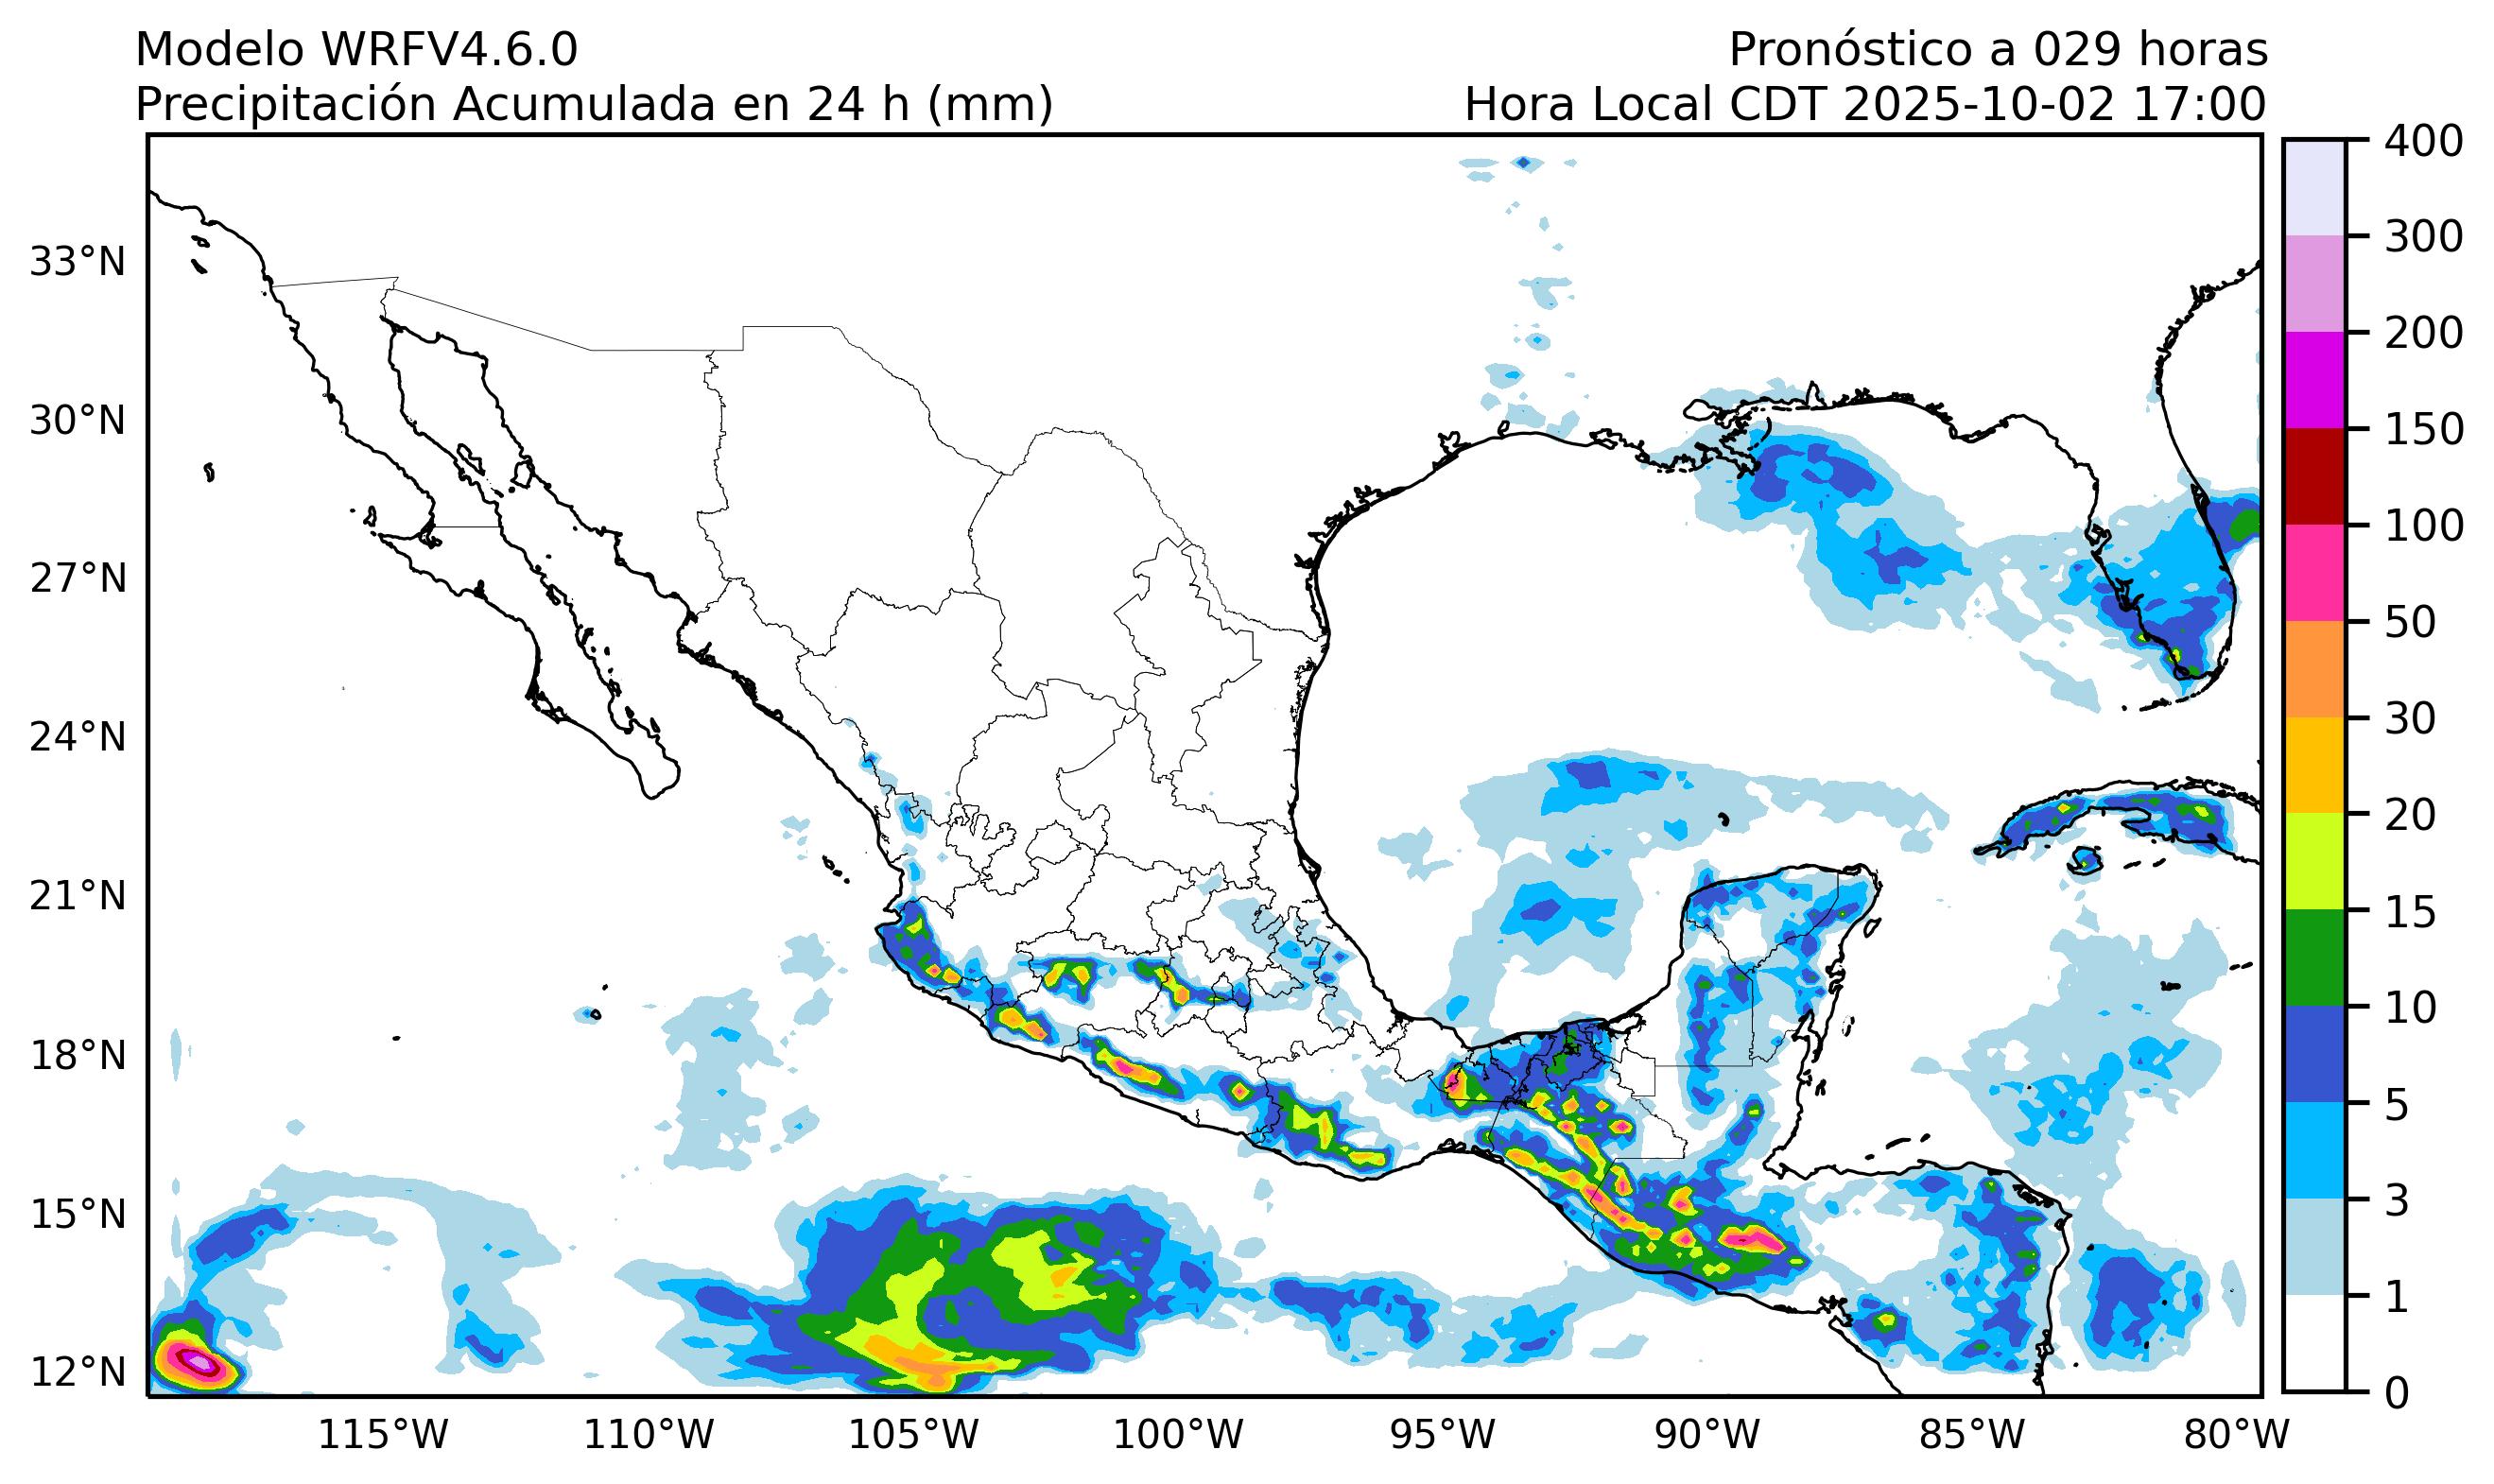 Modelo WRFV4.6.0
Pronóstico a 029 horas
Precipitación Acumulada en 24 h (mm)
Hora Local CDT 2025-10-02 17:00
33°N
30°N
27°N
24°N
21°N
18°N
15°N
12°N
115°W
110°W
105°W
100°W
95°W
90°W
85°W
80°W
400
300
200
150
100
50
30
20
15
10
5
3
1
0